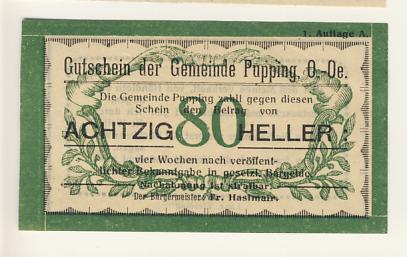 1. Auflage A.
Gutschein der Gemeinde Pupping, O.-Oe.
Die Gemeinde Pupping zahlt gegen diesen
Schein den Betrag von
ACHTZIG 80 HELLER
vier Wochen nach veröffent-
lichter Bekanntgabe in gesetzl. Bargelde.
Nachahmung ist strafbar.
Der Bürgermeister: Fr. Haslmair.